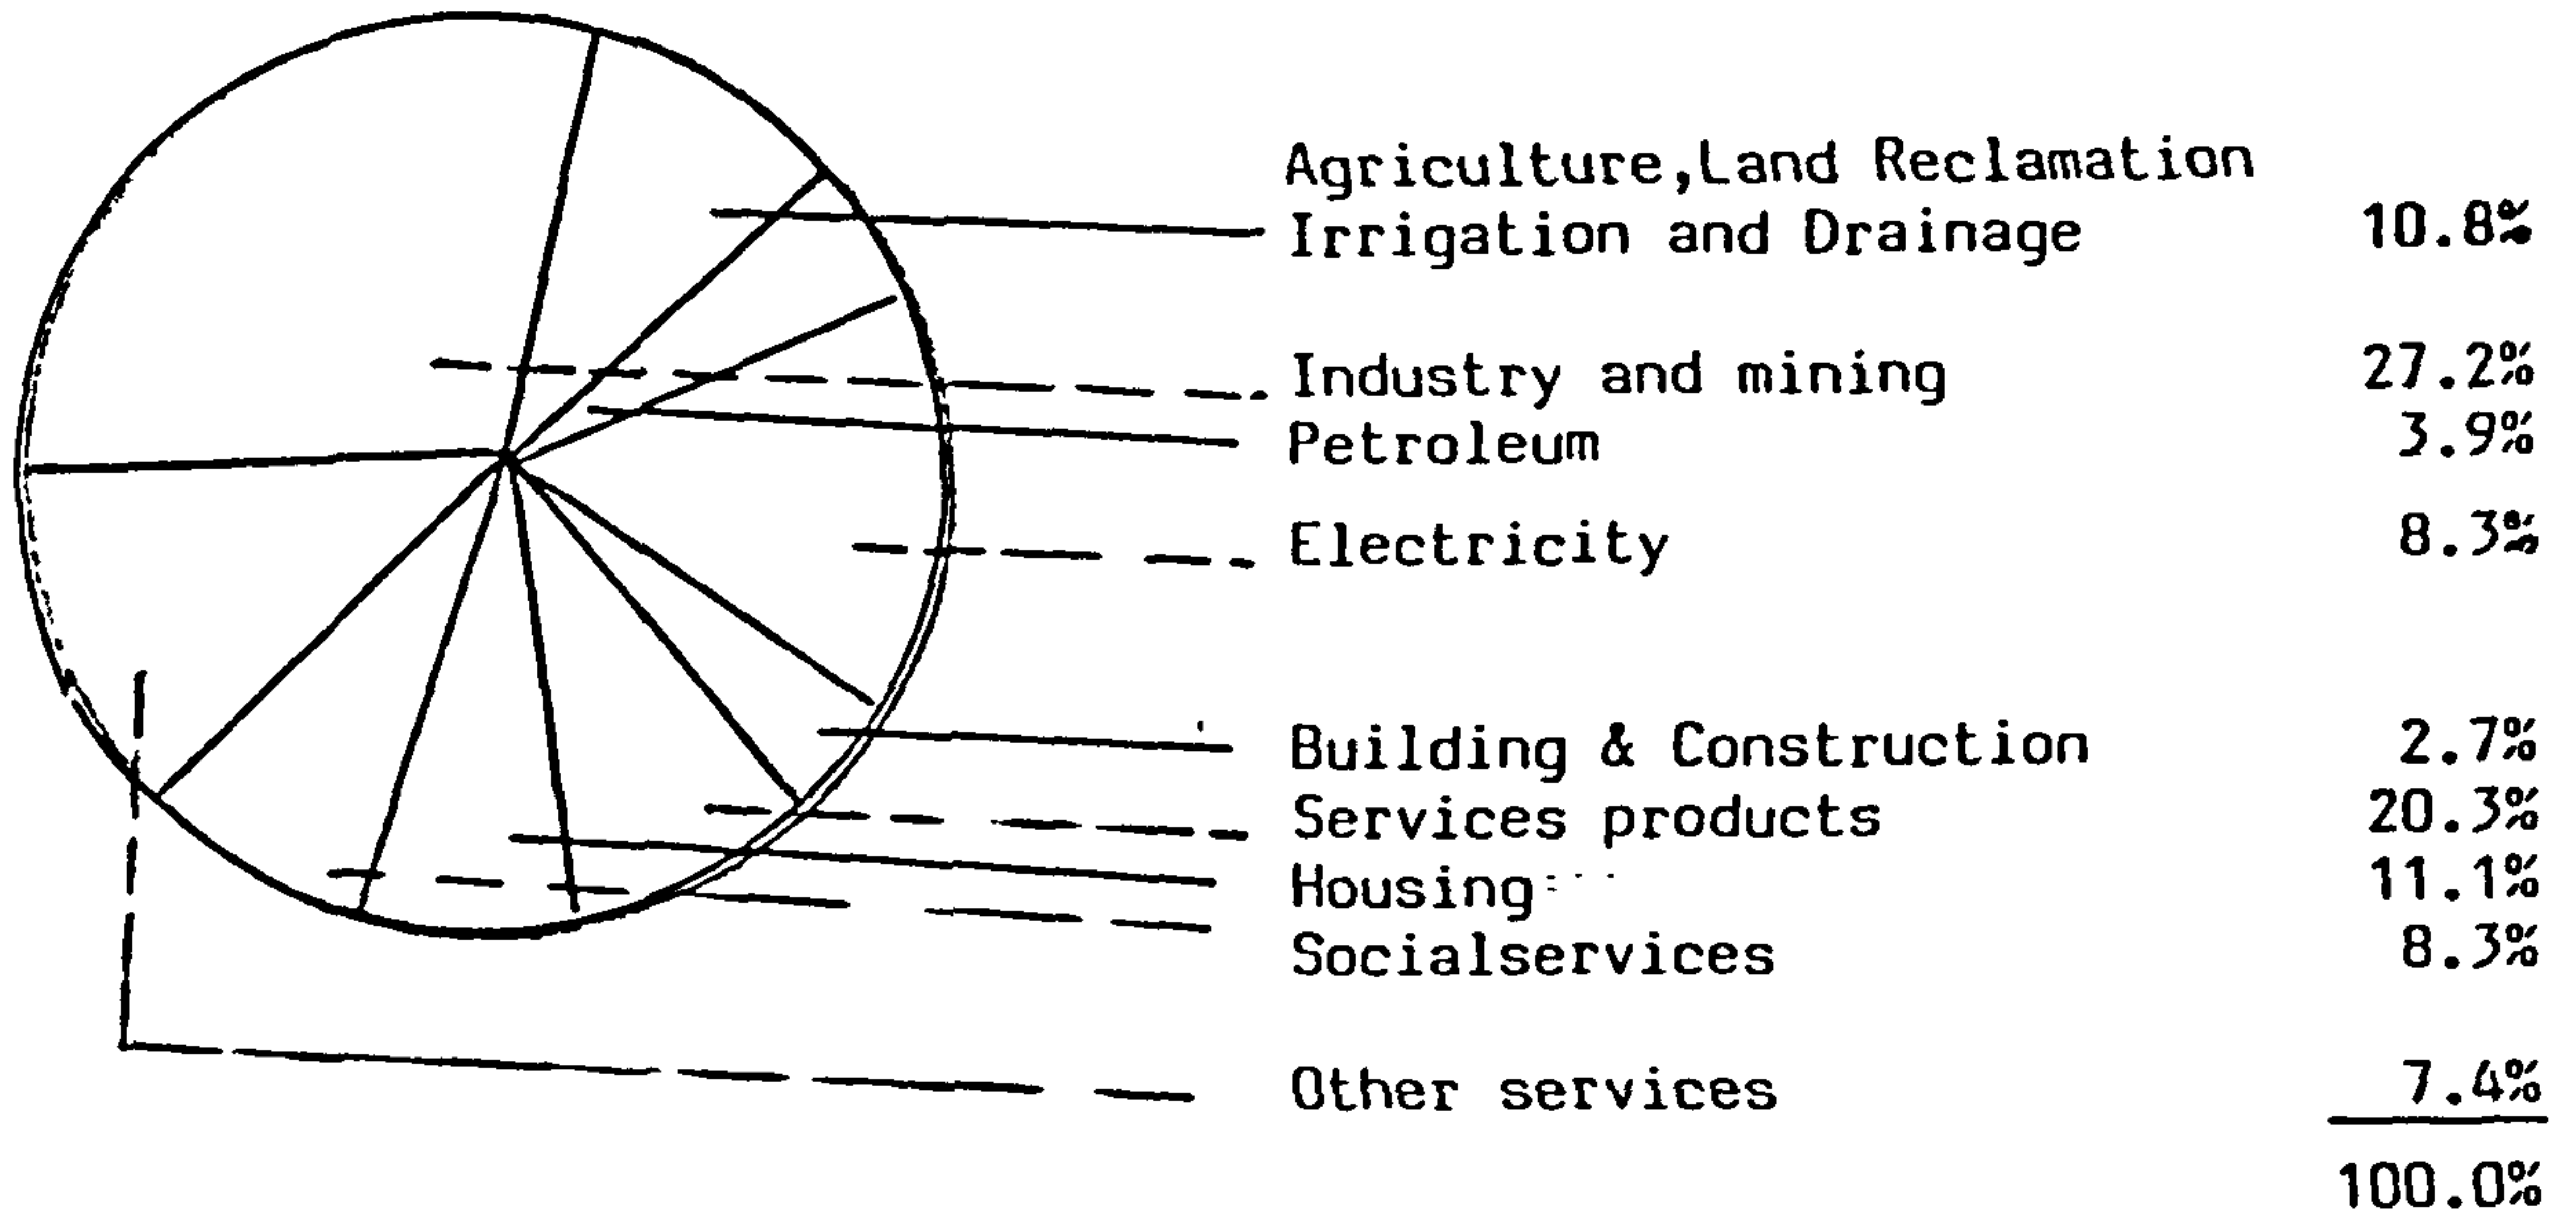 Agriculture,Land Reclamation
Irrigation and Drainage 10.8%
Industry and mining 27.2%
Petroleum 3.9%
Electricity 8.3%
Building & Construction 2.7%
Services products 20.3%
Housing 11.1%
Socialservices 8.3%
Other services 7.4%
100.0%